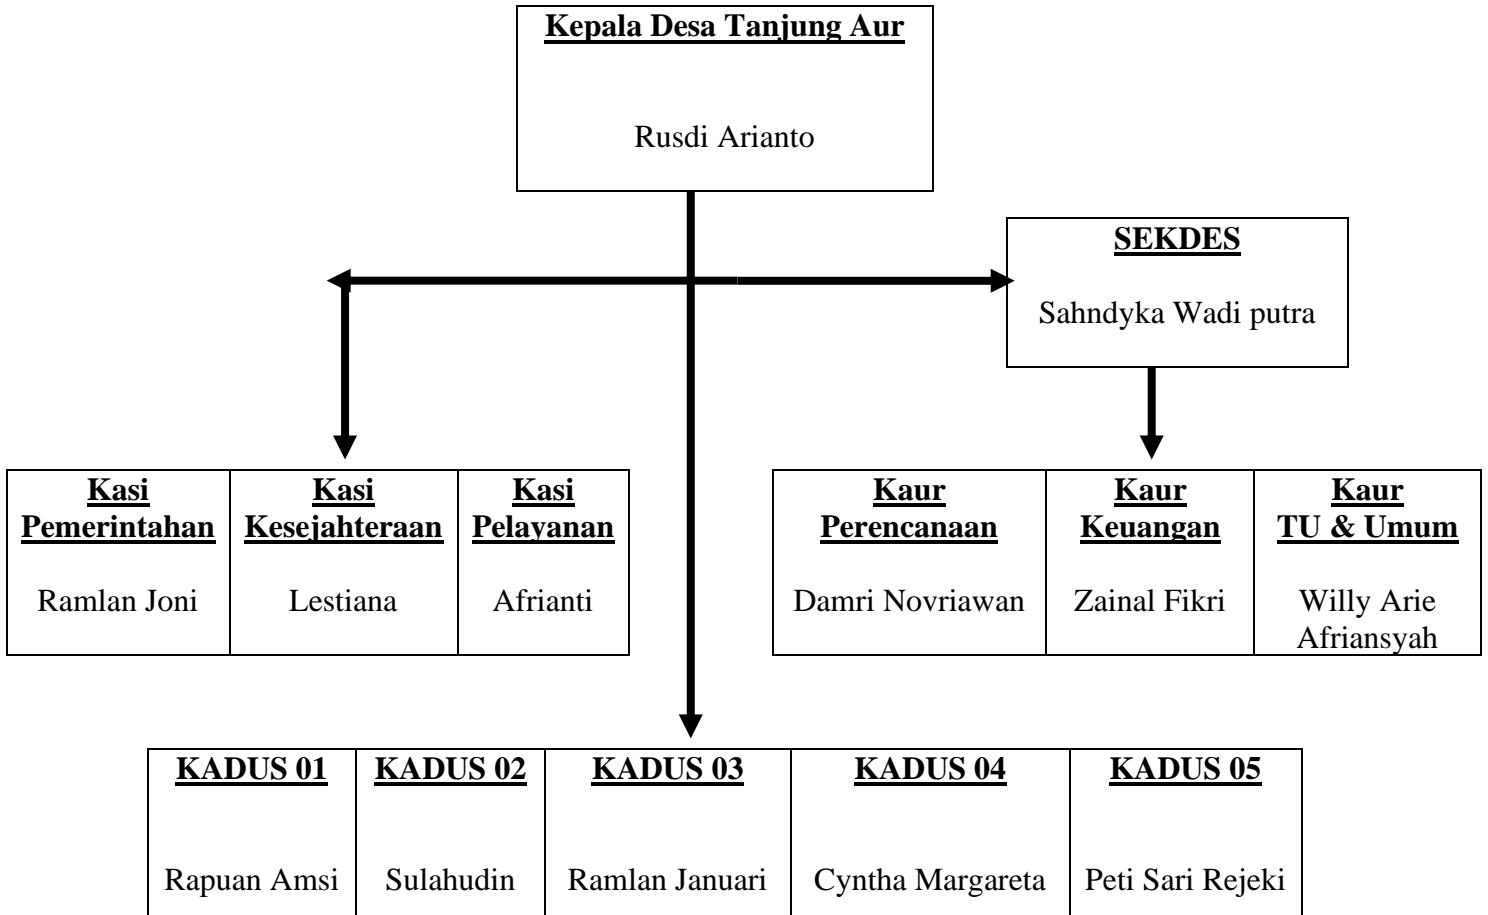 Kepala Desa Tanjung Aur
Rusdi Arianto
SEKDES
Sahndyka Wadi putra
Kasi
Pemerintahan
Ramlan Joni
Kasi
Kesejahteraan
Lestiana
Kasi
Pelayanan
Afrianti
Kaur
Perencanaan
Damri Novriawan
Kaur
Keuangan
Zainal Fikri
Kaur
TU & Umum
Willy Arie
Afriansyah
KADUS 01
Rapuan Amsi
KADUS 02
Sulahudin
KADUS 03
Ramlan Januari
KADUS 04
Cyntha Margareta
KADUS 05
Peti Sari Rejeki